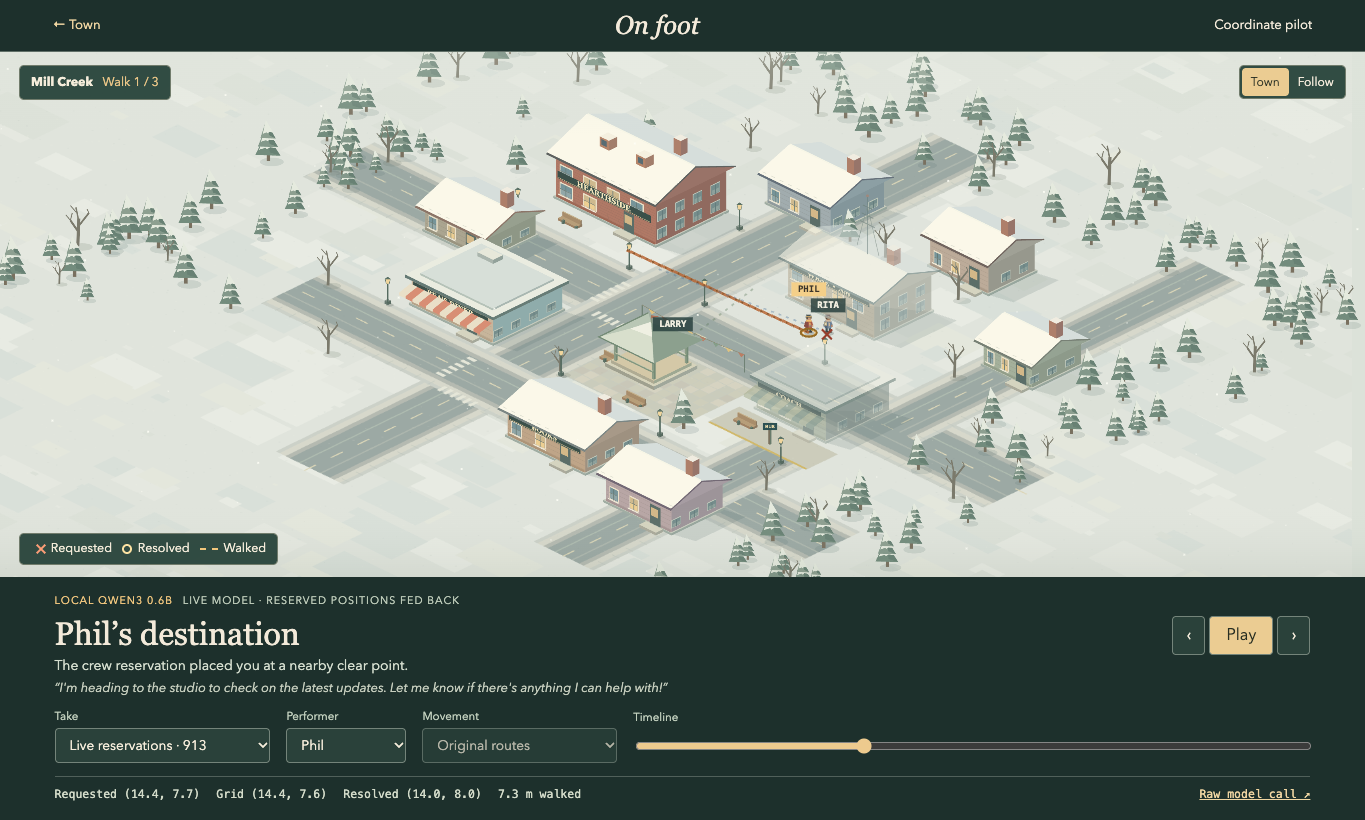 ← Town
On foot
Coordinate pilot
Mill Creek Walk 1 / 3
Town Follow
HEARTHSIDE
PHIL
RITA
LARRY
COACH
× Requested Resolved Walked
LOCAL QWEN3 0.6B LIVE MODEL · RESERVED POSITIONS FED BACK
Phil’s destination
‹ Play ›
The crew reservation placed you at a nearby clear point.
“I'm heading to the studio to check on the latest updates. Let me know if there's anything I can help with!”
Take Performer Movement Timeline
Live reservations · 913 Phil Original routes
Requested (14.4, 7.7) Grid (14.4, 7.6) Resolved (14.0, 8.0) 7.3 m walked
Raw model call ↗